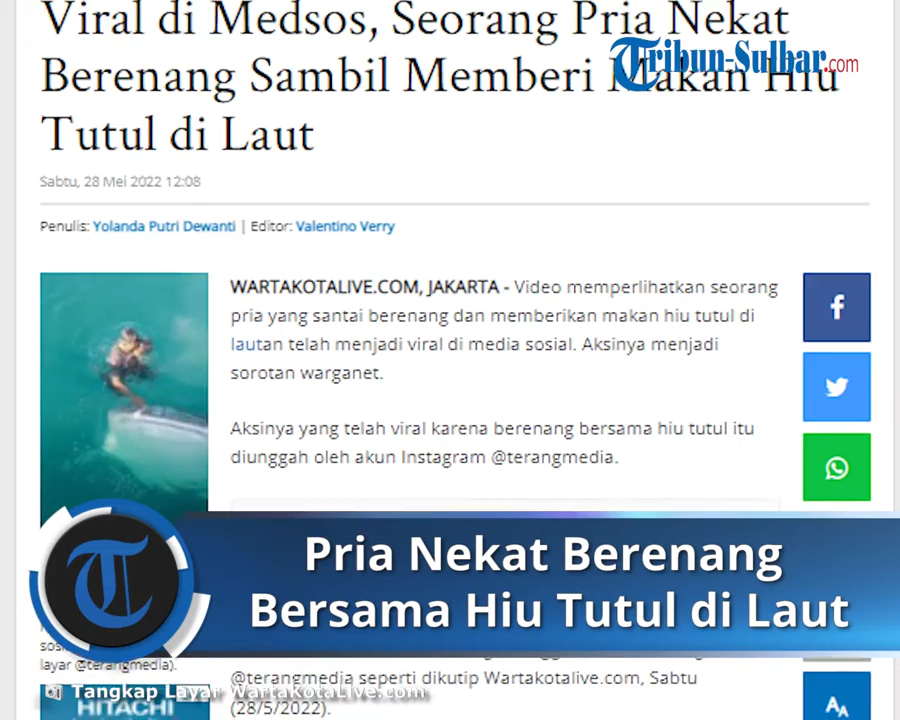 Viral di Medsos, Seorang Pria Nekat
Berenang Sambil Memberi Makan Hiu
Tutul di Laut
Tribun-Sulbar.com
Sabtu, 28 Mei 2022 12:08
Penulis: Yolanda Putri Dewanti | Editor: Valentino Verry
WARTAKOTALIVE.COM, JAKARTA - Video memperlihatkan seorang
pria yang santai berenang dan memberikan makan hiu tutul di
lautan telah menjadi viral di media sosial. Aksinya menjadi
sorotan warganet.
Aksinya yang telah viral karena berenang bersama hiu tutul itu
diunggah oleh akun Instagram @terangmedia.
T
Pria Nekat Berenang
Bersama Hiu Tutul di Laut
layar @terangmedia).
@terangmedia seperti dikutip Wartakotalive.com, Sabtu
(28/5/2022).
Tangkap Layar WartakotaLive.com
HITACHI
AA